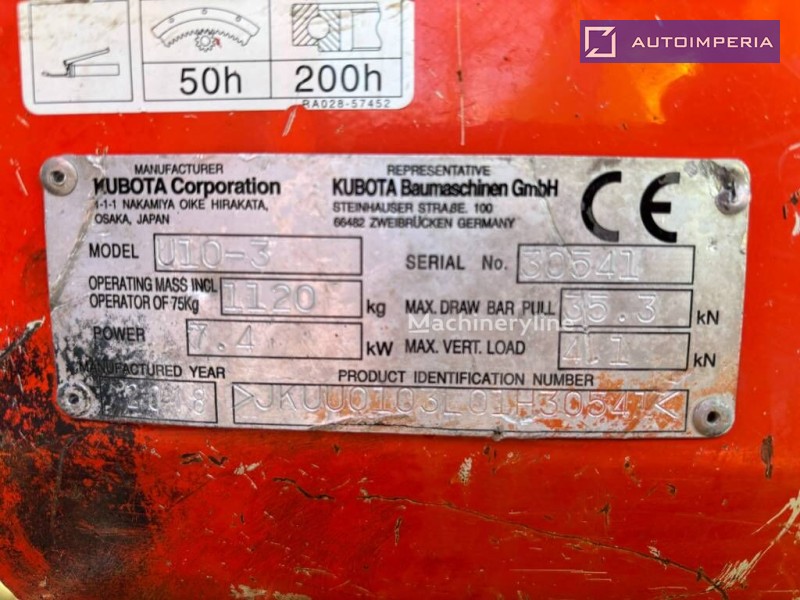 AUTOIMPERIA
50h
200h
RA028-57452
MANUFACTURER
KUBOTA Corporation
1-1-1 NAKAMIYA OIKE HIRAKATA,
OSAKA, JAPAN
REPRESENTATIVE
KUBOTA Baumaschinen GmbH
STEINHAUSER STRAßE. 100
66482 ZWEIBRÜCKEN GERMANY
CE
MODEL U10-3
SERIAL No. 30541
OPERATING MASS INCL
OPERATOR OF 75Kg 1120 kg
MAX. DRAW BAR PULL 35.3 kN
Machineryline
POWER 7.4 kW
MAX. VERT. LOAD 4.1 kN
MANUFACTURED YEAR
PRODUCT IDENTIFICATION NUMBER
>JKUU0103L01H30541<